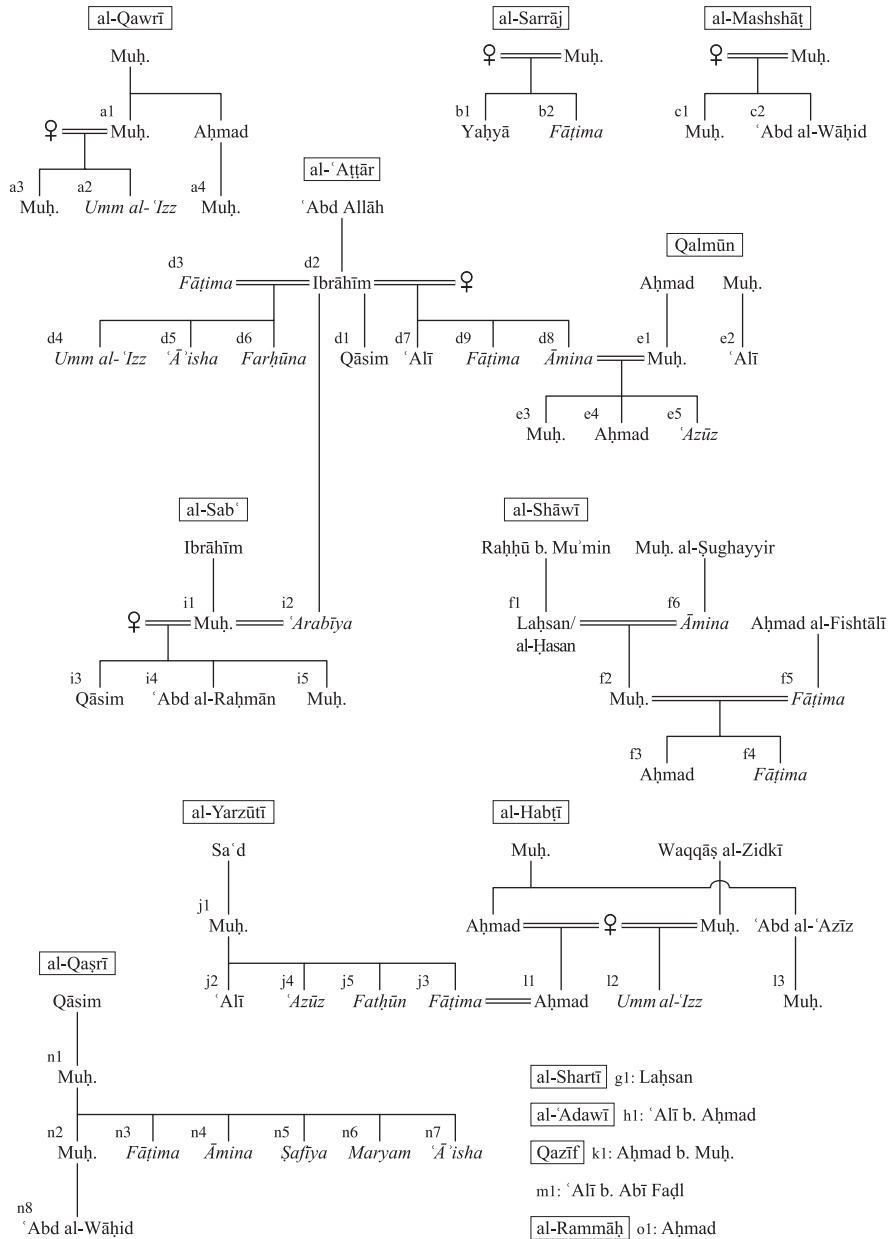 al-Qawrī al-Sarrāj al-Mashshāṭ
Muḥ. ♀ Muḥ. ♀ Muḥ.
a1 b1 b2 c1 c2
♀ Muḥ. Aḥmad Yaḥyā Fāṭima Muḥ. ʿAbd al-Wāḥid
al-ʿAṭṭār
a3 a2 a4
Muḥ. Umm al-ʿIzz Muḥ. ʿAbd Allāh
Qalmūn
d3 d2
Fāṭima Ibrāhīm ♀ Aḥmad Muḥ.
d4 d5 d6 d1 d7 d9 d8 e1 e2
Umm al-ʿIzz ʿĀʾisha Farḥūna Qāsim ʿAlī Fāṭima Āmina Muḥ. ʿAlī
e3 e4 e5
Muḥ. Aḥmad ʿAzūz
al-Sabʿ al-Shāwī
Ibrāhīm Raḥḥū b. Muʾmin Muḥ. al-Ṣughayyir
i1 i2 f1 f6
♀ Muḥ. ʿArabīya Laḥsan/ Āmina Aḥmad al-Fishtālī
al-Ḥasan
i3 i4 i5 f2 f5
Qāsim ʿAbd al-Raḥmān Muḥ. Muḥ. Fāṭima
f3 f4
Aḥmad Fāṭima
al-Yarzūtī al-Habṭī
Saʿd Muḥ. Waqqāṣ al-Zidkī
j1
Muḥ. Aḥmad ♀ Muḥ. ʿAbd al-ʿAzīz
al-Qaṣrī
j2 j4 j5 j3 l1 l2 l3
Qāsim ʿAlī ʿAzūz Fatḥūn Fāṭima Aḥmad Umm al-ʿIzz Muḥ.
n1
Muḥ.
al-Shartī g1: Laḥsan
n2 n3 n4 n5 n6 n7
al-ʿAdawī h1: ʿAlī b. Aḥmad
Muḥ. Fāṭima Āmina Ṣafīya Maryam ʿĀʾisha
Qazīf k1: Aḥmad b. Muḥ.
n8
m1: ʿAlī b. Abī Faḍl
ʿAbd al-Wāḥid
al-Rammāḥ o1: Aḥmad